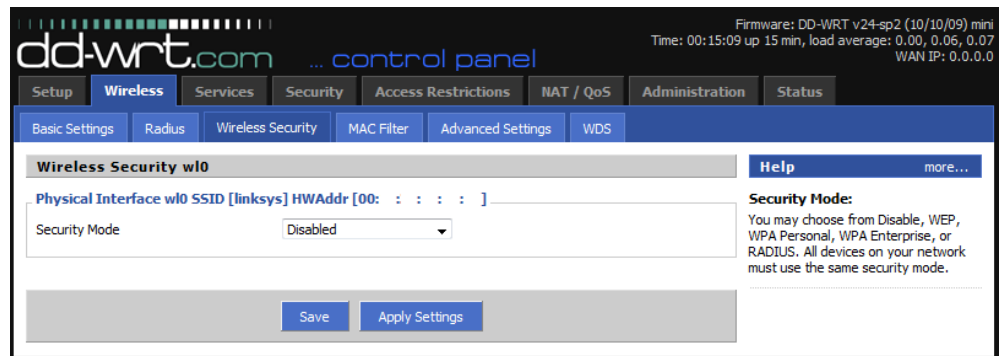 Firmware: DD-WRT v24-sp2 (10/10/09) mini
Time: 00:15:09 up 15 min, load average: 0.00, 0.06, 0.07
WAN IP: 0.0.0.0
dd-wrt.com ... control panel
Setup Wireless Services Security Access Restrictions NAT / QoS Administration Status
Basic Settings Radius Wireless Security MAC Filter Advanced Settings WDS
Wireless Security wl0
Physical Interface wl0 SSID [linksys] HWAddr [00: : : : : ]
Security Mode Disabled
Save Apply Settings
Help more...
Security Mode:
You may choose from Disable, WEP,
WPA Personal, WPA Enterprise, or
RADIUS. All devices on your network
must use the same security mode.